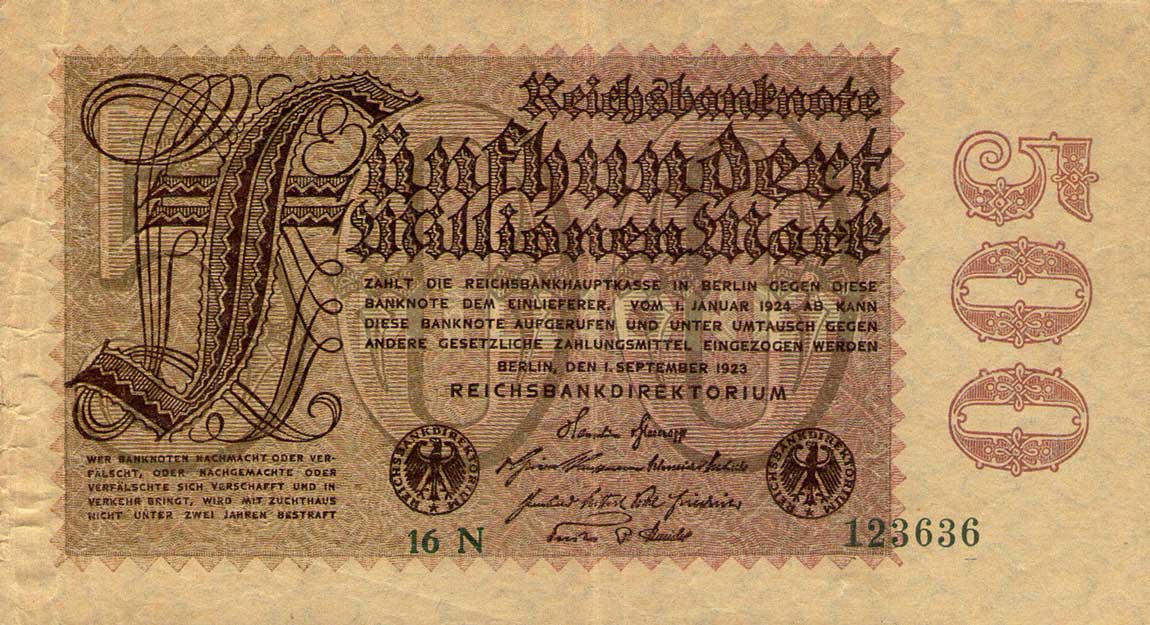 Reichsbanknote
Fünfhundert
Millionen Mark
ZAHLT DIE REICHSBANKHAUPTKASSE IN BERLIN GEGEN DIESE
BANKNOTE DEM EINLIEFERER. VOM 1. JANUAR 1924 AB KANN
DIESE BANKNOTE AUFGERUFEN UND UNTER UMTAUSCH GEGEN
ANDERE GESETZLICHE ZAHLUNGSMITTEL EINGEZOGEN WERDEN
BERLIN, DEN 1. SEPTEMBER 1923
REICHSBANKDIREKTORIUM
WER BANKNOTEN NACHMACHT ODER VER-
FÄLSCHT, ODER NACHGEMACHTE ODER
VERFÄLSCHTE SICH VERSCHAFFT UND IN
VERKEHR BRINGT, WIRD MIT ZUCHTHAUS
NICHT UNTER ZWEI JAHREN BESTRAFT
REICHSBANKDIREKTORIUM
REICHSBANKDIREKTORIUM
16 N
123636
500